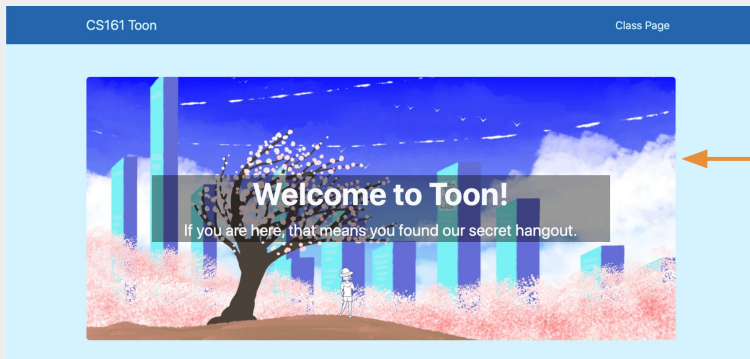 CS161 Toon
Class Page
Welcome to Toon!
If you are here, that means you found our secret hangout.